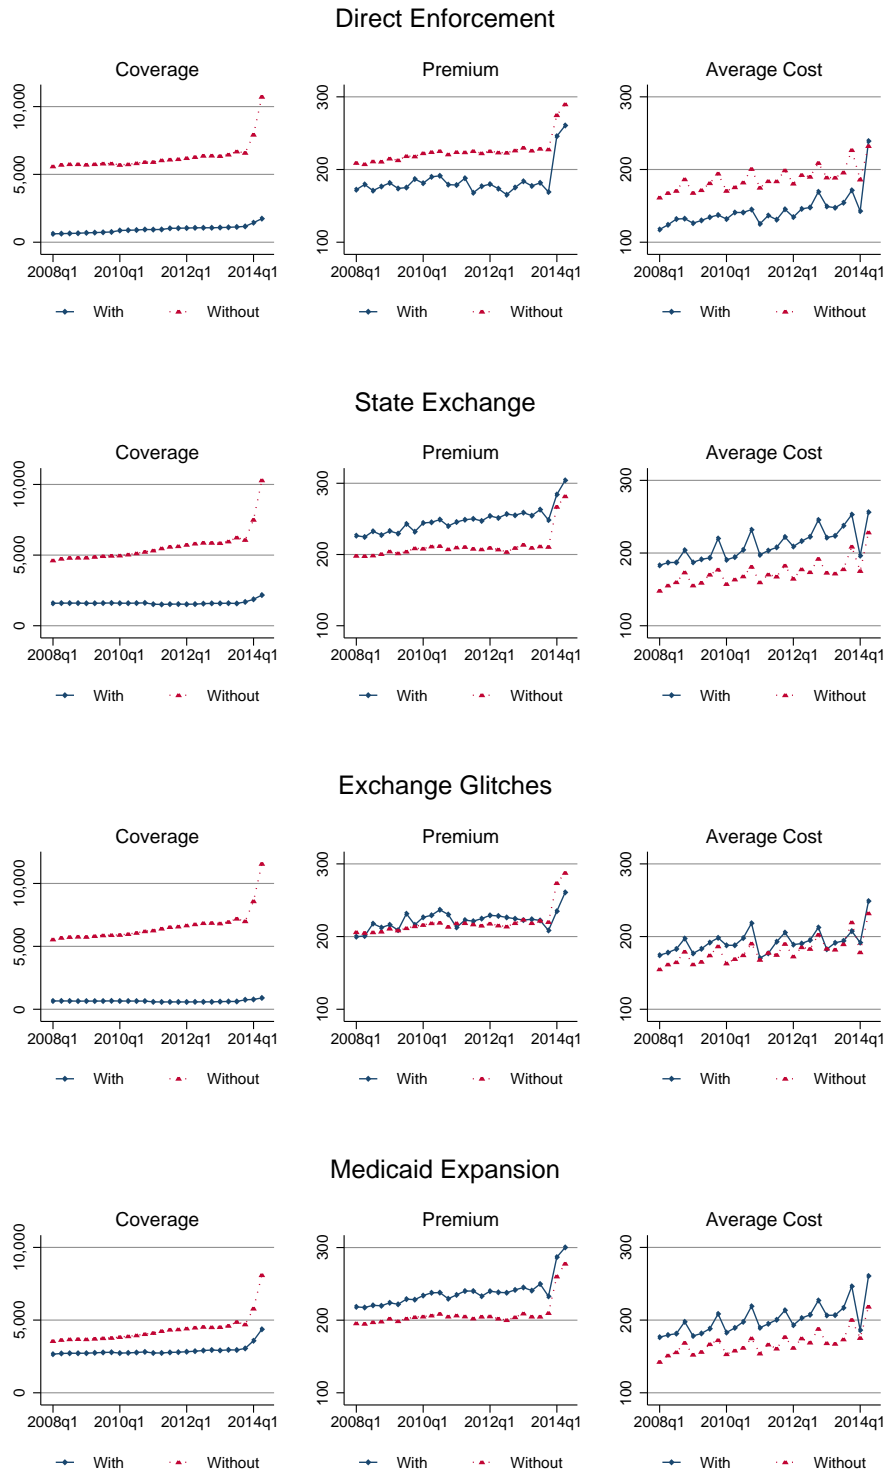 Direct Enforcement
Coverage
Premium
Average Cost
10,000
5,000
0
300
200
100
300
200
100
2008q1 2010q1 2012q1 2014q1
2008q1 2010q1 2012q1 2014q1
2008q1 2010q1 2012q1 2014q1
With Without
With Without
With Without
State Exchange
Coverage
Premium
Average Cost
10,000
5,000
0
300
200
100
300
200
100
2008q1 2010q1 2012q1 2014q1
2008q1 2010q1 2012q1 2014q1
2008q1 2010q1 2012q1 2014q1
With Without
With Without
With Without
Exchange Glitches
Coverage
Premium
Average Cost
10,000
5,000
0
300
200
100
300
200
100
2008q1 2010q1 2012q1 2014q1
2008q1 2010q1 2012q1 2014q1
2008q1 2010q1 2012q1 2014q1
With Without
With Without
With Without
Medicaid Expansion
Coverage
Premium
Average Cost
10,000
5,000
0
300
200
100
300
200
100
2008q1 2010q1 2012q1 2014q1
2008q1 2010q1 2012q1 2014q1
2008q1 2010q1 2012q1 2014q1
With Without
With Without
With Without